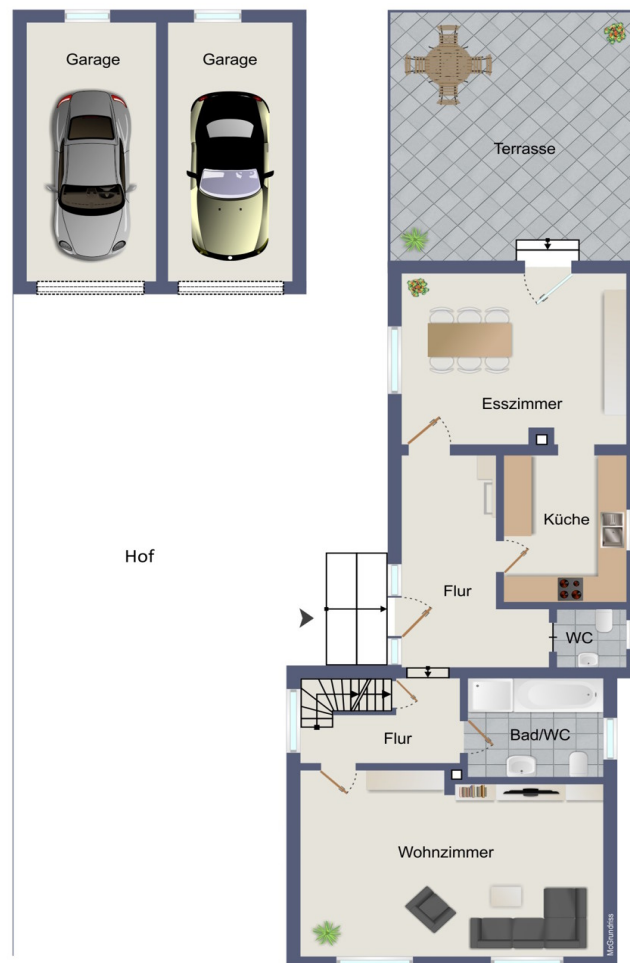 Garage
Garage
Terrasse
Esszimmer
Küche
Hof
Flur
WC
Flur
Bad/WC
Wohnzimmer
McGrundriss